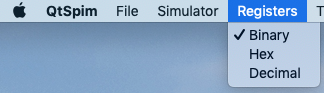 QtSpim File Simulator Registers T
✓ Binary
Hex
Decimal